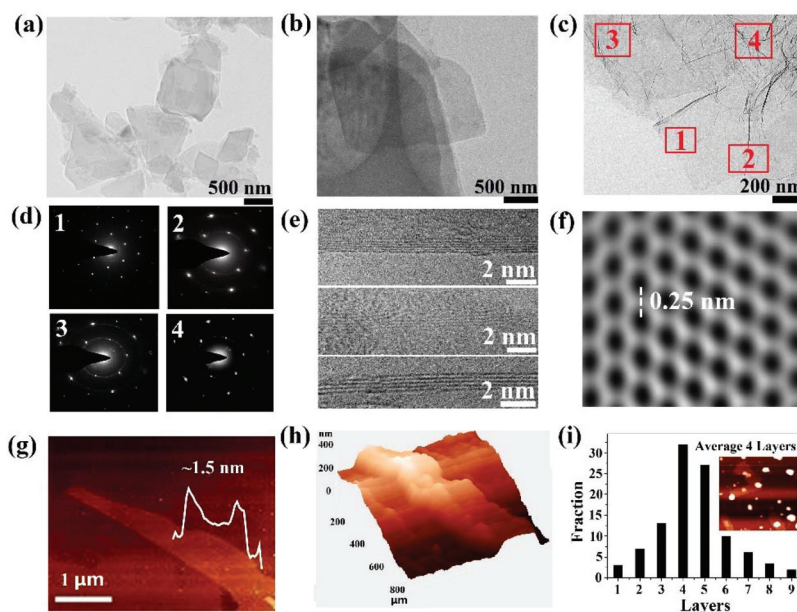 (a)
500 nm
(b)
500 nm
(c)
3
4
1
2
200 nm
(d)
1
2
3
4
(e)
2 nm
2 nm
2 nm
(f)
0.25 nm
(g)
~1.5 nm
1 μm
(h)
nm
400
200
0
200
400
600
800
μm
400
200
0
(i)
Average 4 Layers
Fraction
30
25
20
15
10
5
0
1 2 3 4 5 6 7 8 9
Layers